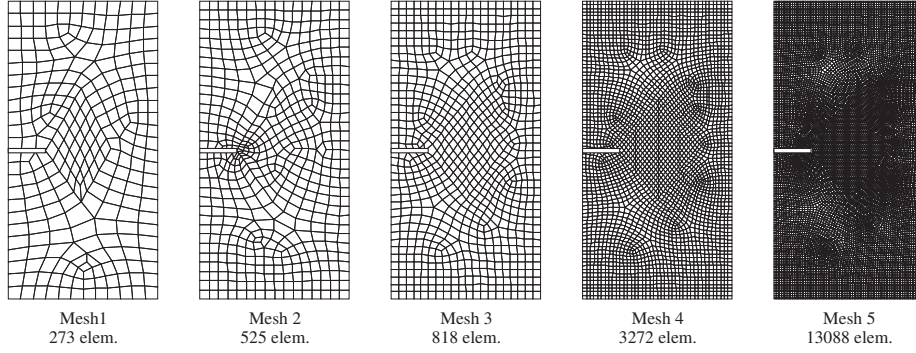 Mesh1
273 elem.
Mesh 2
525 elem.
Mesh 3
818 elem.
Mesh 4
3272 elem.
Mesh 5
13088 elem.